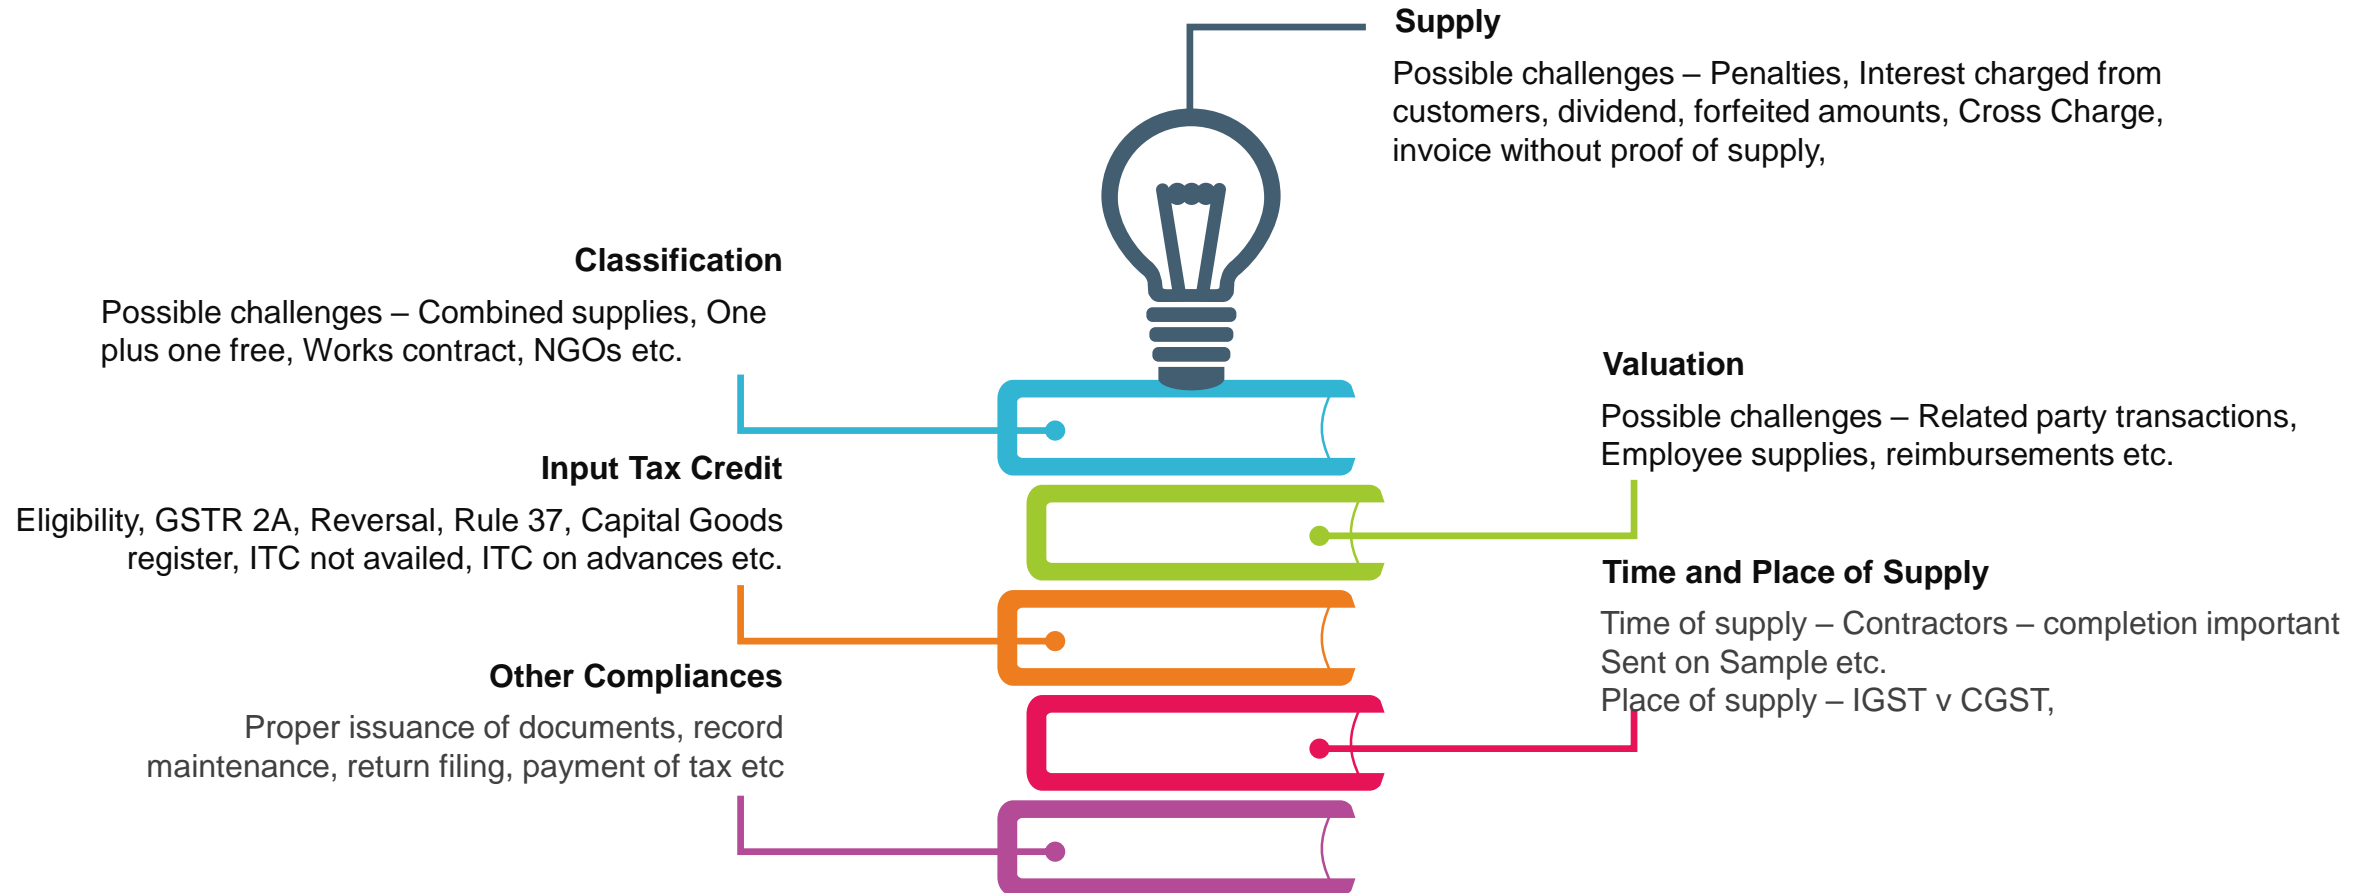 Supply
Possible challenges – Penalties, Interest charged from
customers, dividend, forfeited amounts, Cross Charge,
invoice without proof of supply,
Classification
Possible challenges – Combined supplies, One
plus one free, Works contract, NGOs etc.
Valuation
Possible challenges – Related party transactions,
Employee supplies, reimbursements etc.
Input Tax Credit
Eligibility, GSTR 2A, Reversal, Rule 37, Capital Goods
register, ITC not availed, ITC on advances etc.
Time and Place of Supply
Time of supply – Contractors – completion important
Sent on Sample etc.
Place of supply – IGST v CGST,
Other Compliances
Proper issuance of documents, record
maintenance, return filing, payment of tax etc